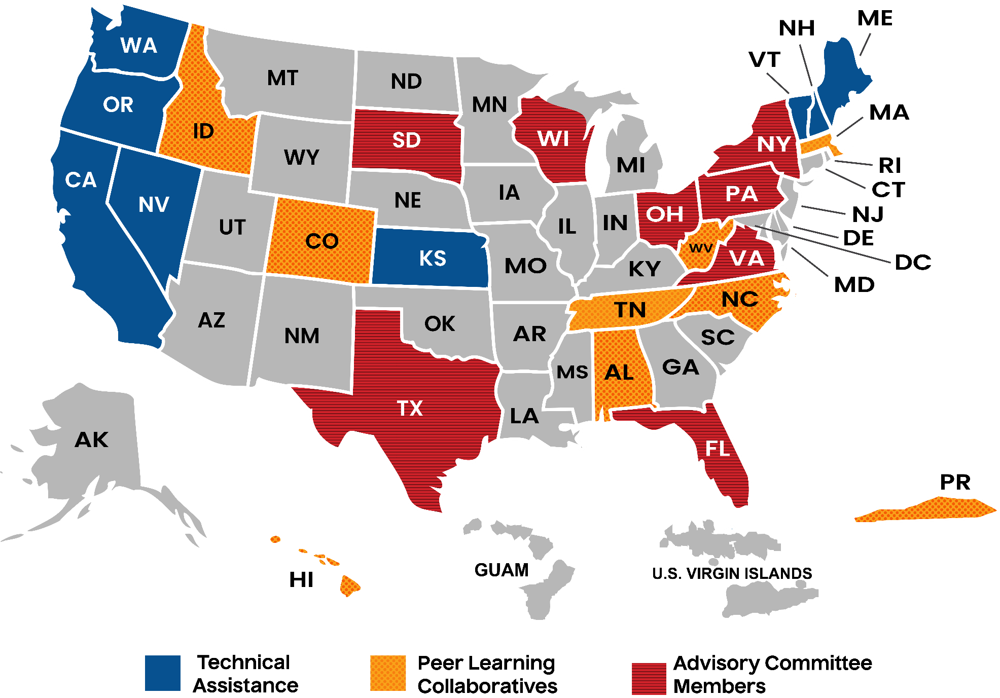 ME
NH
VT
WA
MT
ND
MN
OR
MA
ID
SD
WI
NY
WY
MI
RI
CA
CT
NV
NE
IA
PA
OH
NJ
UT
CO
IL
IN
DE
WV
KS
VA
DC
MO
KY
MD
NC
TN
AZ
OK
NM
AR
SC
MS
AL
GA
TX
LA
AK
FL
PR
GUAM
U.S. VIRGIN ISLANDS
HI
Technical
Assistance
Peer Learning
Collaboratives
Advisory Committee
Members